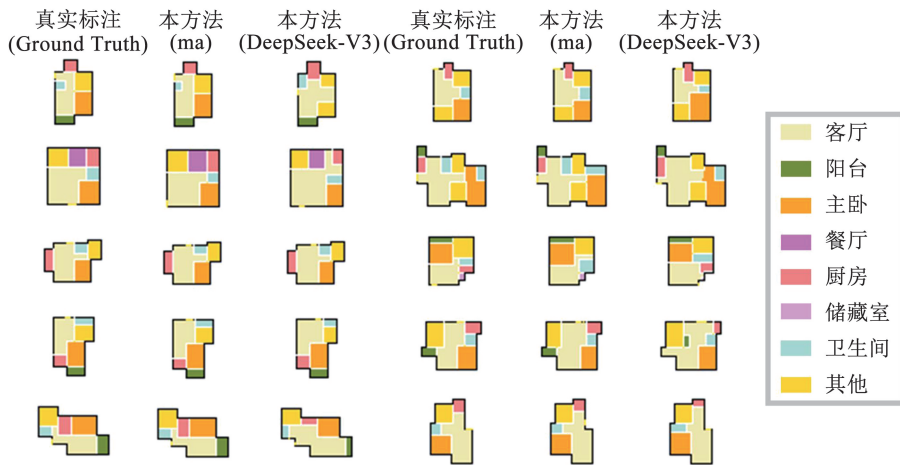 真实标注
(Ground Truth)
本方法
(ma)
本方法
(DeepSeek-V3)
真实标注
(Ground Truth)
本方法
(ma)
本方法
(DeepSeek-V3)
客厅
阳台
主卧
餐厅
厨房
储藏室
卫生间
其他